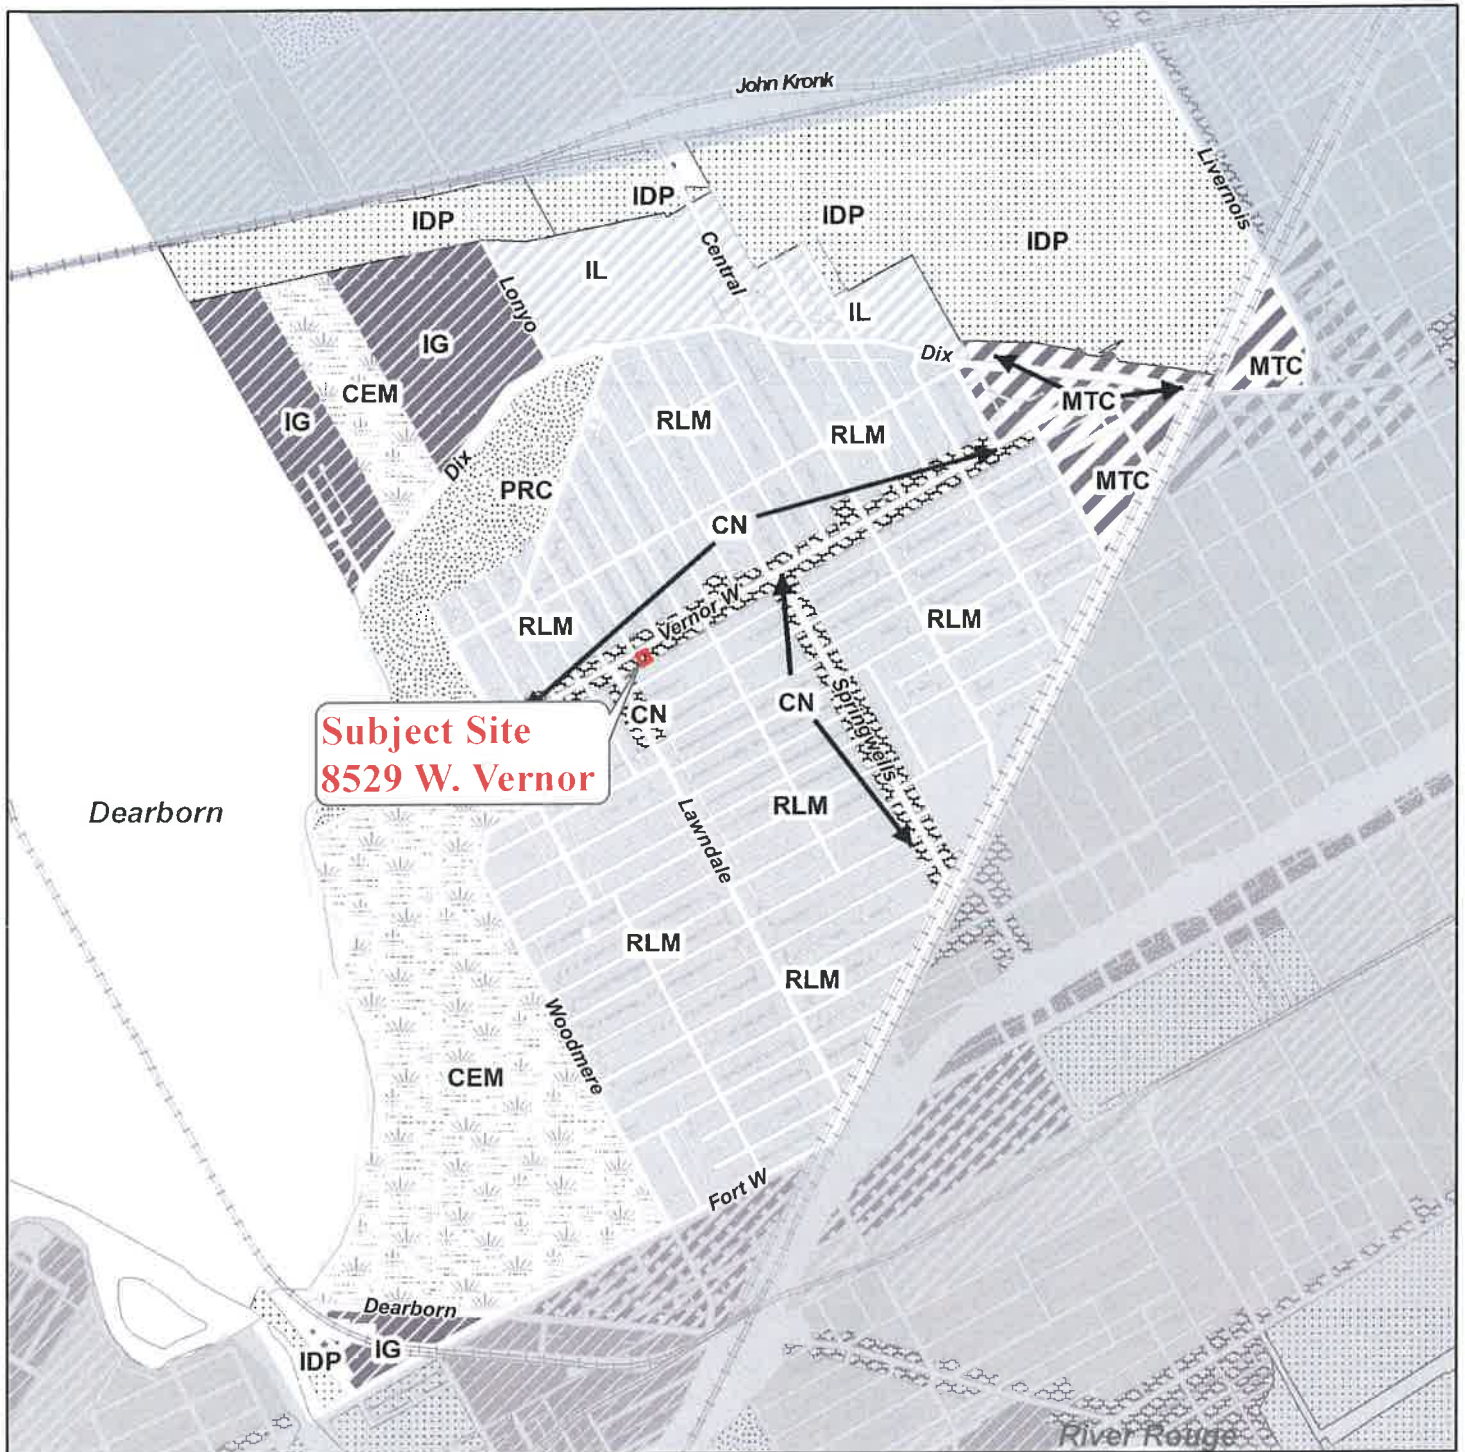 John Kronk
Livernois
IDP
IDP
IDP
IDP
Central
IL
Lonyo
IL
IG
Dix
MTC
CEM
MTC
IG
RLM
RLM
Dix
MTC
PRC
CN
Vernor W
RLM
RLM
Springwells
CN
CN
Subject Site
8529 W. Vernor
Dearborn
Lawndale
RLM
RLM
RLM
Woodmere
CEM
Fort W
Dearborn
IG
IDP
River Rouge